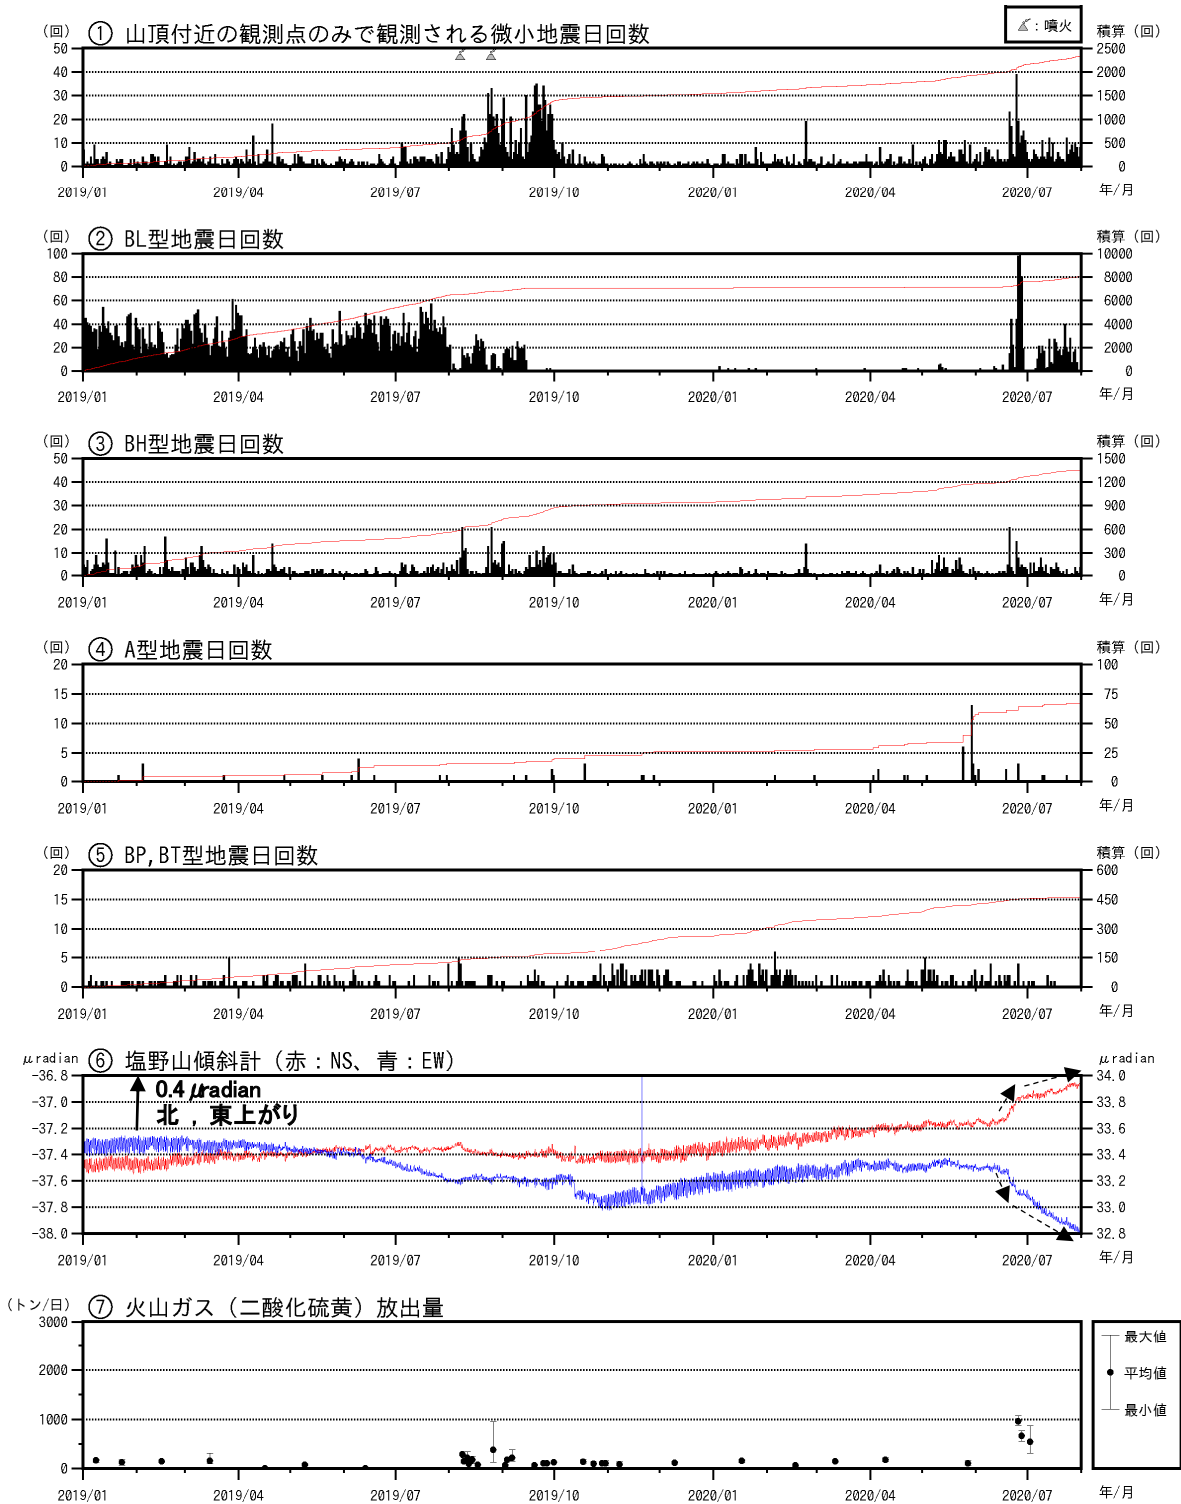 (回) ① 山頂付近の観測点のみで観測される微小地震日回数 積算(回)
：噴火
50 2500
40 2000
30 1500
20 1000
10 500
0 0
2019/01 2019/04 2019/07 2019/10 2020/01 2020/04 2020/07 年/月
(回) ② BL型地震日回数 積算(回)
100 10000
80 8000
60 6000
40 4000
20 2000
0 0
2019/01 2019/04 2019/07 2019/10 2020/01 2020/04 2020/07 年/月
(回) ③ BH型地震日回数 積算(回)
50 1500
40 1200
30 900
20 600
10 300
0 0
2019/01 2019/04 2019/07 2019/10 2020/01 2020/04 2020/07 年/月
(回) ④ A型地震日回数 積算(回)
20 100
15 75
10 50
5 25
0 0
2019/01 2019/04 2019/07 2019/10 2020/01 2020/04 2020/07 年/月
(回) ⑤ BP,BT型地震日回数 積算(回)
20 600
15 450
10 300
5 150
0 0
2019/01 2019/04 2019/07 2019/10 2020/01 2020/04 2020/07 年/月
μradian ⑥ 塩野山傾斜計（赤：NS、青：EW） μradian
-36.8 34.0
0.4 μradian
-37.0 33.8
北 , 東上がり
-37.2 33.6
-37.4 33.4
-37.6 33.2
-37.8 33.0
-38.0 32.8
2019/01 2019/04 2019/07 2019/10 2020/01 2020/04 2020/07 年/月
(トン/日) ⑦ 火山ガス（二酸化硫黄）放出量
3000
2000
1000
0
最大値
平均値
最小値
2019/01 2019/04 2019/07 2019/10 2020/01 2020/04 2020/07 年/月